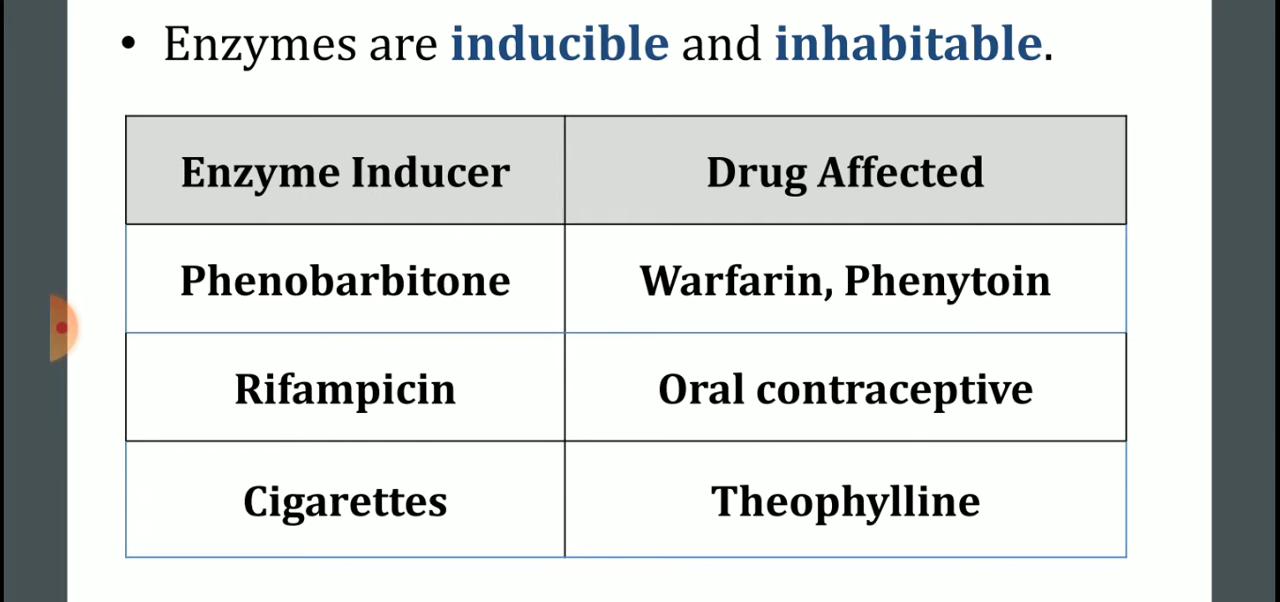 • Enzymes are inducible and inhabitable.
Enzyme Inducer Drug Affected
Phenobarbitone Warfarin, Phenytoin
Rifampicin Oral contraceptive
Cigarettes Theophylline